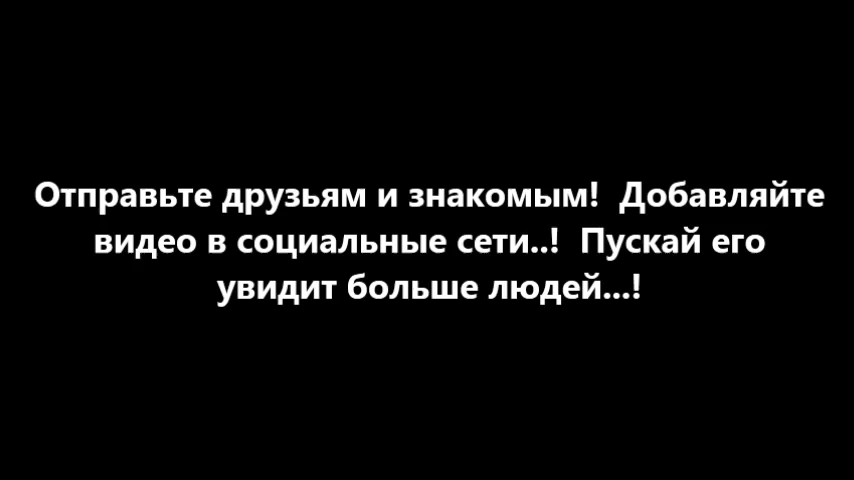 Отправьте друзьям и знакомым!  Добавляйте
видео в социальные сети..!  Пускай его
увидит больше людей...!